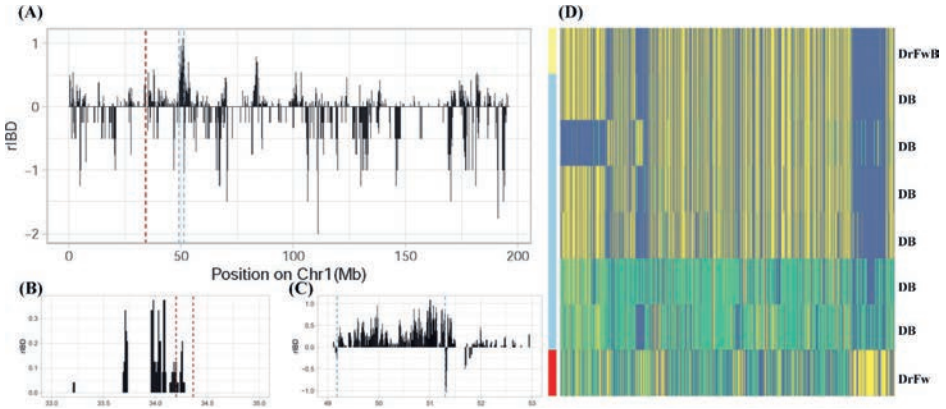 (A)
(D)
1
0
-1
-2
rIBD
0
50
100
150
200
Position on Chr1(Mb)
(B)
(C)
0.3
0.2
0.1
0.0
rIBD
33.0
33.5
34.0
34.5
35.0
1.0
0.5
0.0
-0.5
-1.0
rIBD
49
50
51
52
53
DrFwB
DB
DB
DB
DB
DB
DB
DrFw